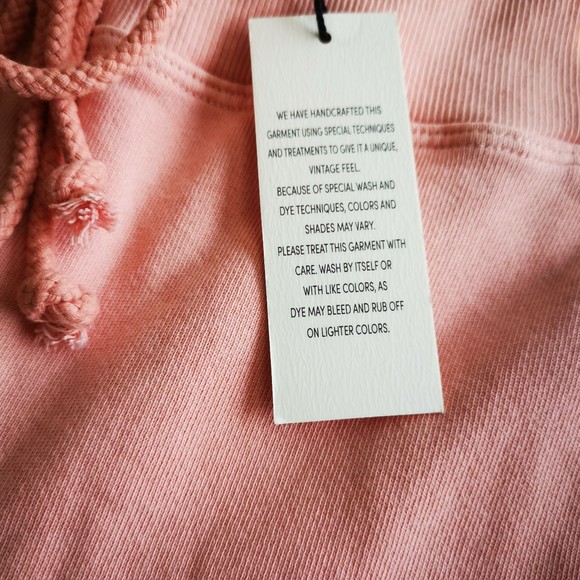 WE HAVE HANDCRAFTED THIS
GARMENT USING SPECIAL TECHNIQUES
AND TREATMENTS TO GIVE IT A UNIQUE,
VINTAGE FEEL.
BECAUSE OF SPECIAL WASH AND
DYE TECHNIQUES, COLORS AND
SHADES MAY VARY.
PLEASE TREAT THIS GARMENT WITH
CARE. WASH BY ITSELF OR
WITH LIKE COLORS, AS
DYE MAY BLEED AND RUB OFF
ON LIGHTER COLORS.